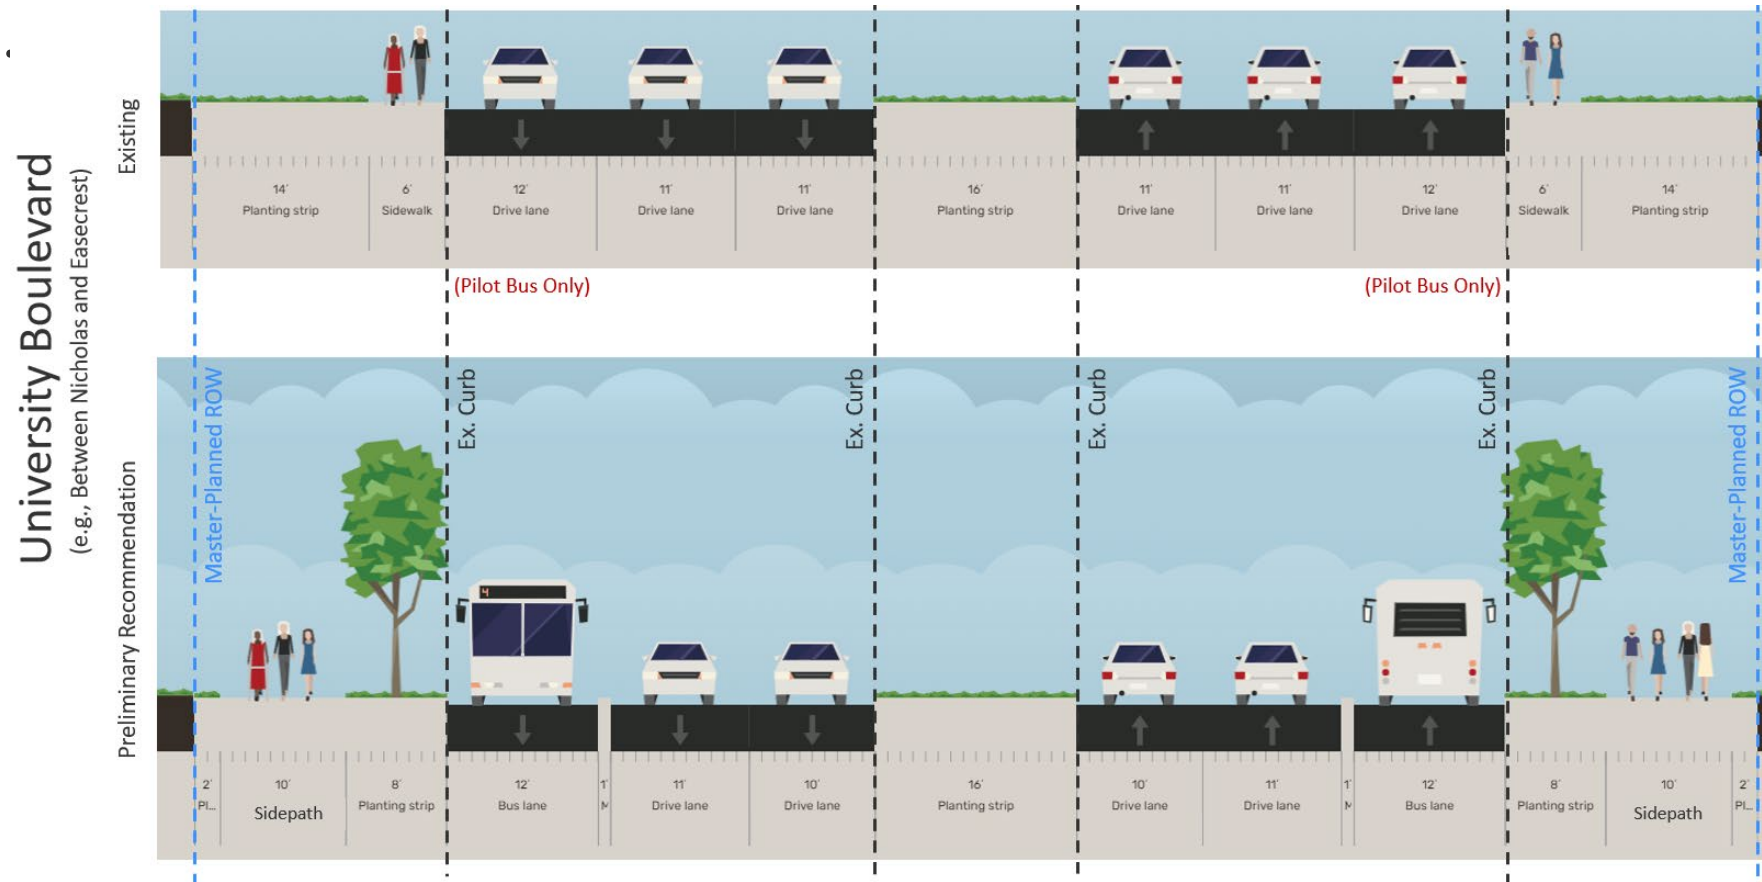 University Boulevard
(e.g., Between Nicholas and Easecrest)
Existing
14' 6' 12' 11' 11' 16' 11' 11' 12' 6' 14'
Planting strip Sidewalk Drive lane Drive lane Drive lane Planting strip Drive lane Drive lane Drive lane Sidewalk Planting strip
(Pilot Bus Only) (Pilot Bus Only)
Preliminary Recommendation
Master-Planned ROW
Ex. Curb
Ex. Curb
Ex. Curb
Ex. Curb
Master-Planned ROW
4
2' 10' 8' 12' 1' 11' 10' 16' 10' 11' 1' 12' 8' 10' 2'
Pl... Sidepath Planting strip Bus lane M Drive lane Drive lane Planting strip Drive lane Drive lane M Bus lane Planting strip Sidepath Pl...